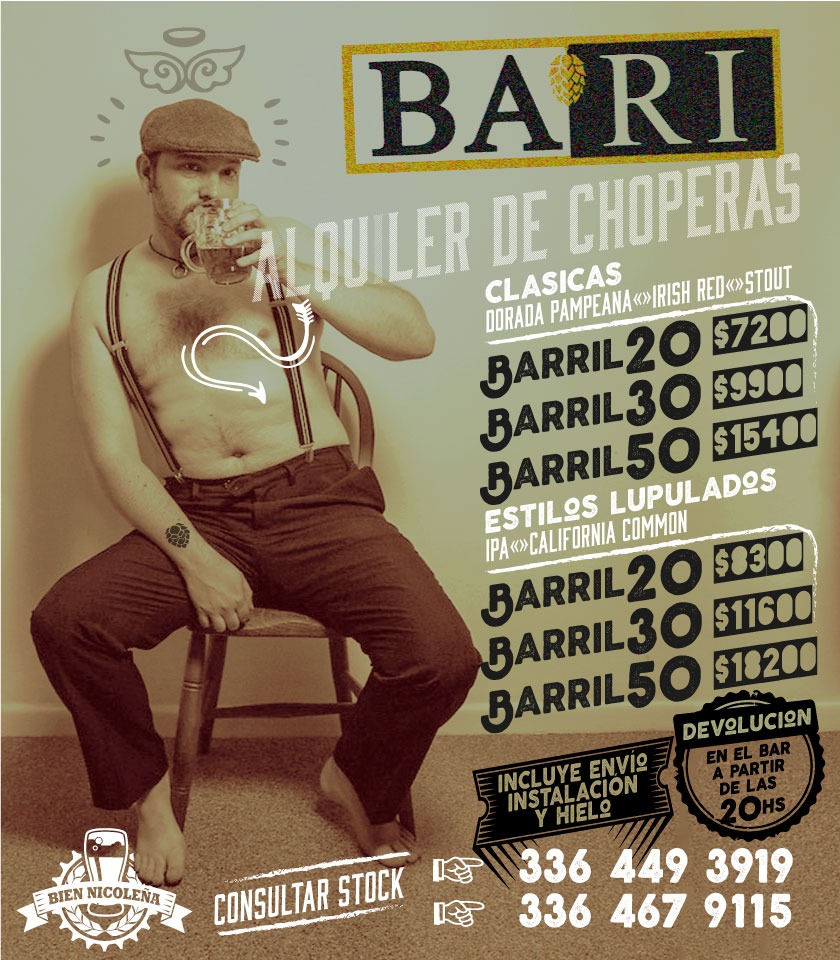 BARI
ALQUILER DE CHOPERAS
CLASICAS
DORADA PAMPEANA«»IRISH RED«»STOUT
BARRIL20 $7200
BARRIL30 $9900
BARRIL50 $15400
ESTILOS LUPULADOS
IPA«»CALIFORNIA COMMON
BARRIL20 $8300
BARRIL30 $11600
BARRIL50 $18200
DEVOLUCION
EN EL BAR
A PARTIR
DE LAS
20HS
INCLUYE ENVÍO
INSTALACION
Y HIELO
BIEN NICOLEÑA
CONSULTAR STOCK
336 449 3919
336 467 9115